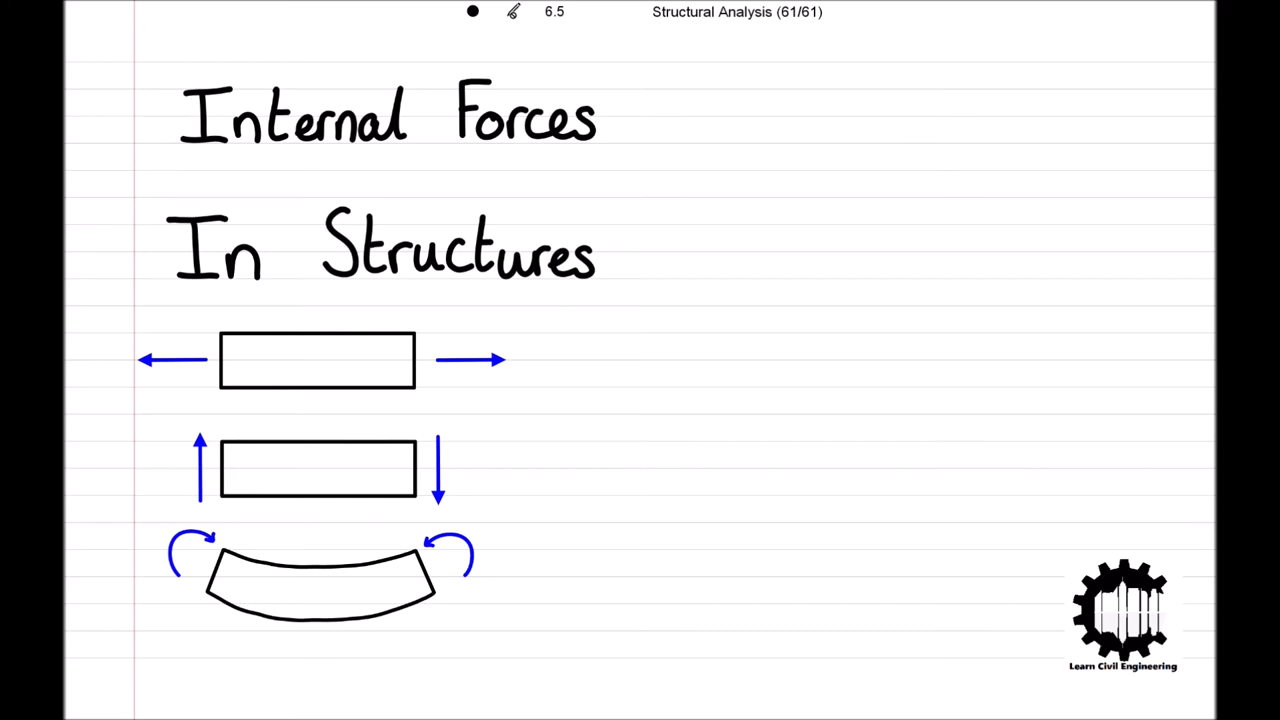 6.5 Structural Analysis (61/61)
Internal Forces
In Structures
Learn Civil Engineering